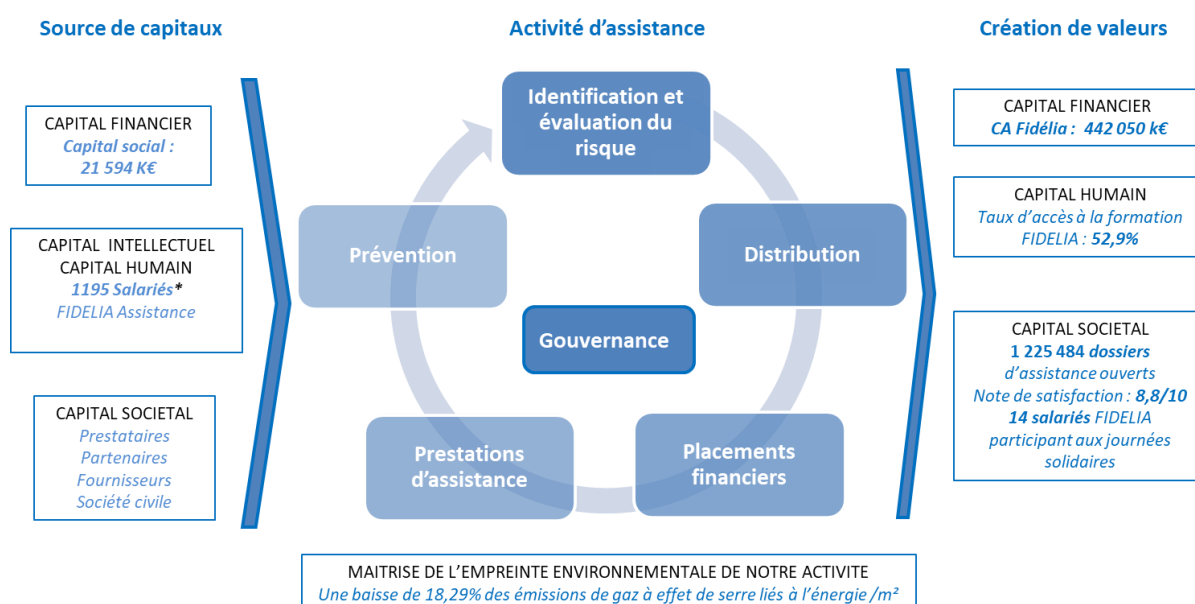 Source de capitaux
Activité d'assistance
Création de valeurs
CAPITAL FINANCIER
Capital social :
21 594 K€
CAPITAL INTELLECTUEL
CAPITAL HUMAIN
1195 Salariés*
FIDELIA Assistance
CAPITAL SOCIETAL
Prestataires
Partenaires
Fournisseurs
Société civile
Identification et
évaluation du
risque
Distribution
Placements
financiers
Prestations
d'assistance
Prévention
Gouvernance
CAPITAL FINANCIER
CA Fidélia : 442 050 k€
CAPITAL HUMAIN
Taux d'accès à la formation
FIDELIA : 52,9%
CAPITAL SOCIETAL
1 225 484 dossiers
d'assistance ouverts
Note de satisfaction : 8,8/10
14 salariés FIDELIA
participant aux journées
solidaires
MAITRISE DE L'EMPREINTE ENVIRONNEMENTALE DE NOTRE ACTIVITE
Une baisse de 18,29% des émissions de gaz à effet de serre liés à l'énergie /m²